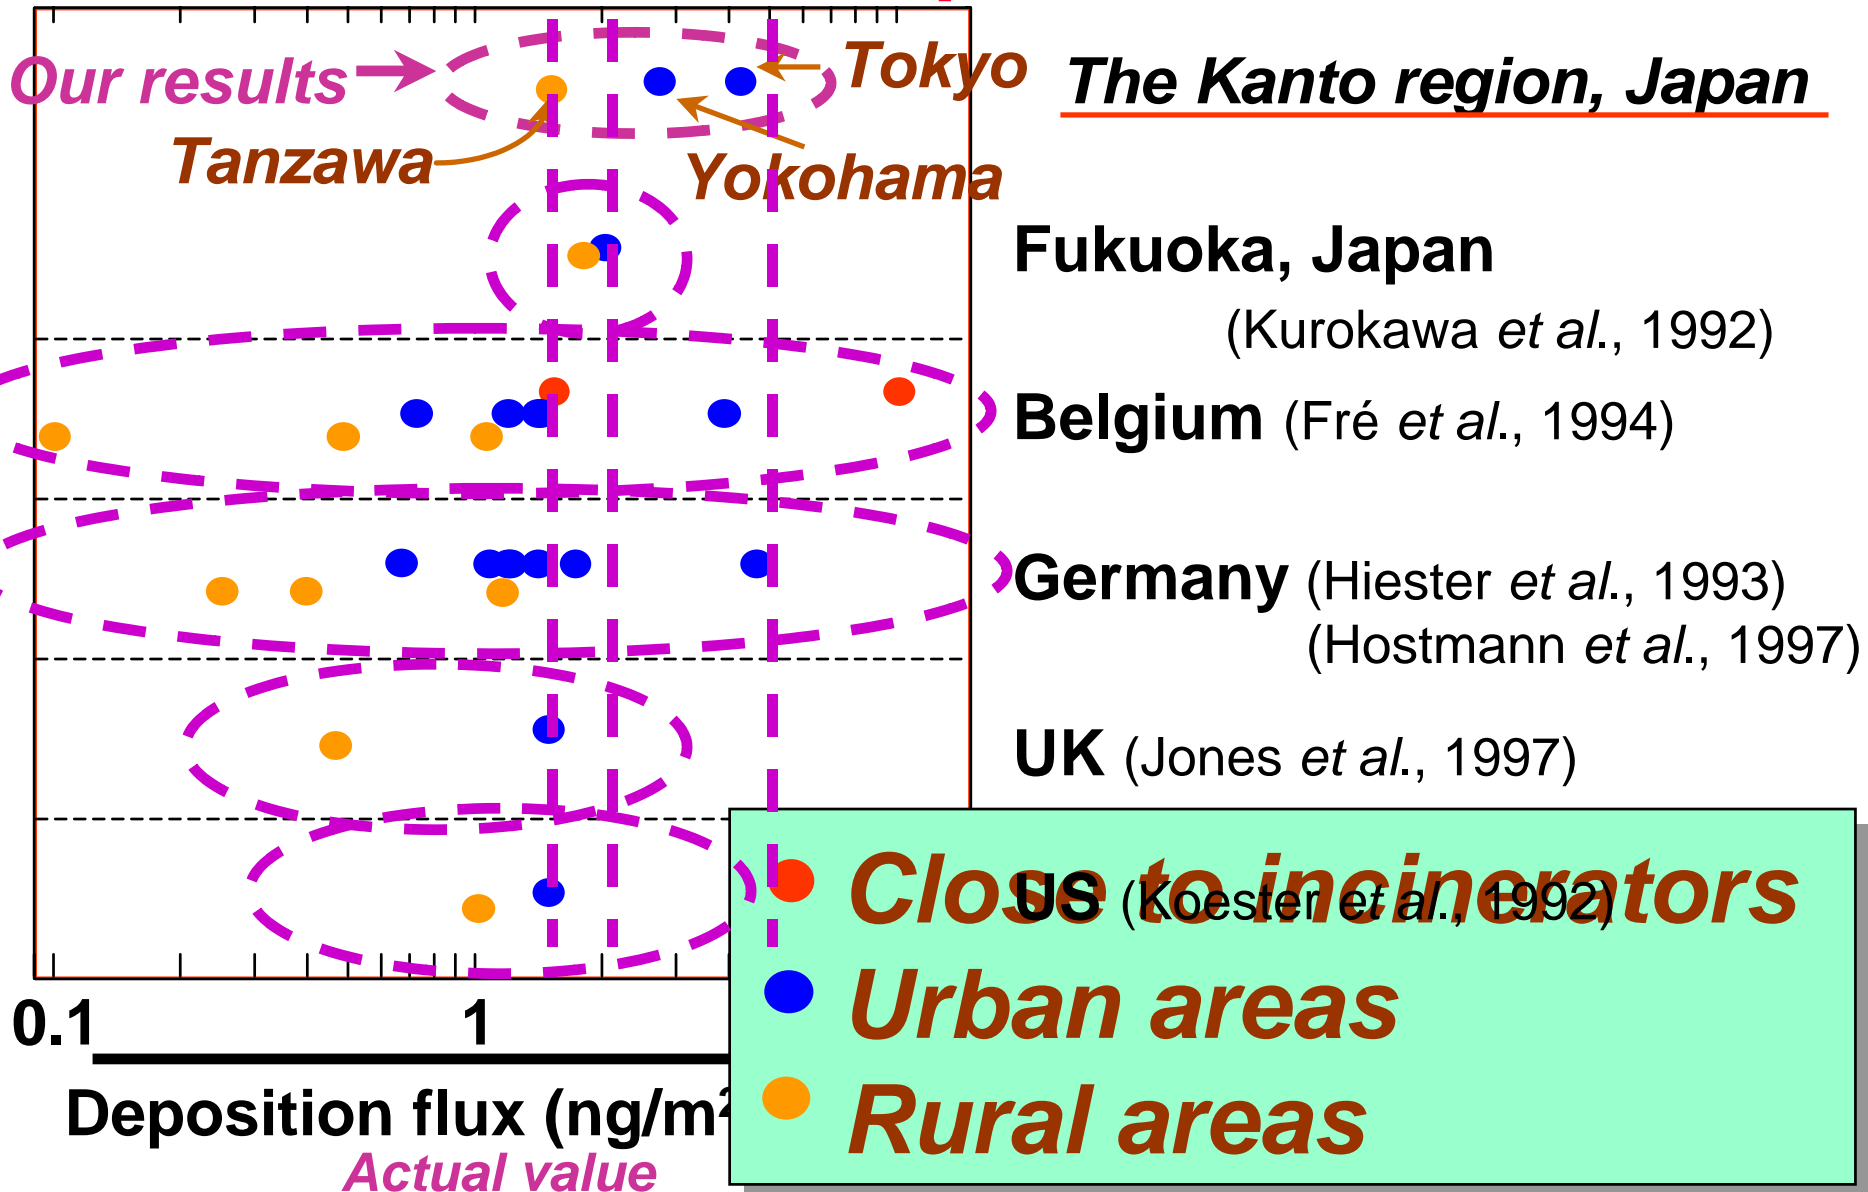 Our results
Tokyo
The Kanto region, Japan
Tanzawa
Yokohama
Fukuoka, Japan
(Kurokawa et al., 1992)
Belgium (Fré et al., 1994)
Germany (Hiester et al., 1993)
(Hostmann et al., 1997)
UK (Jones et al., 1997)
US (Koester et al., 1992)
Close to incinerators
Urban areas
Rural areas
0.1
1
Deposition flux (ng/m2
Actual value